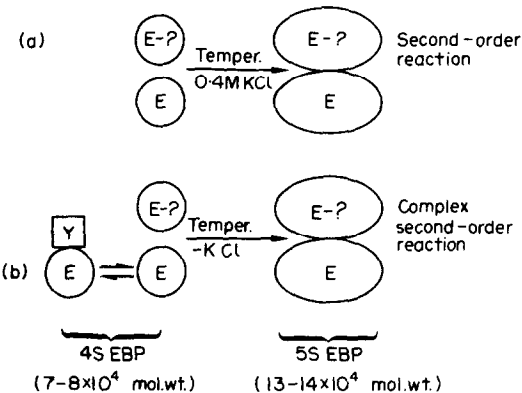 (a)
E-?
E
Temper.
0·4M KCl
E-?
E
Second-order
reaction
(b)
Y
E
E-?
E
Temper.
-K Cl
E-?
E
Complex
second-order
reaction
4S EBP
(7-8×10⁴ mol.wt.)
5S EBP
(13-14×10⁴ mol.wt.)